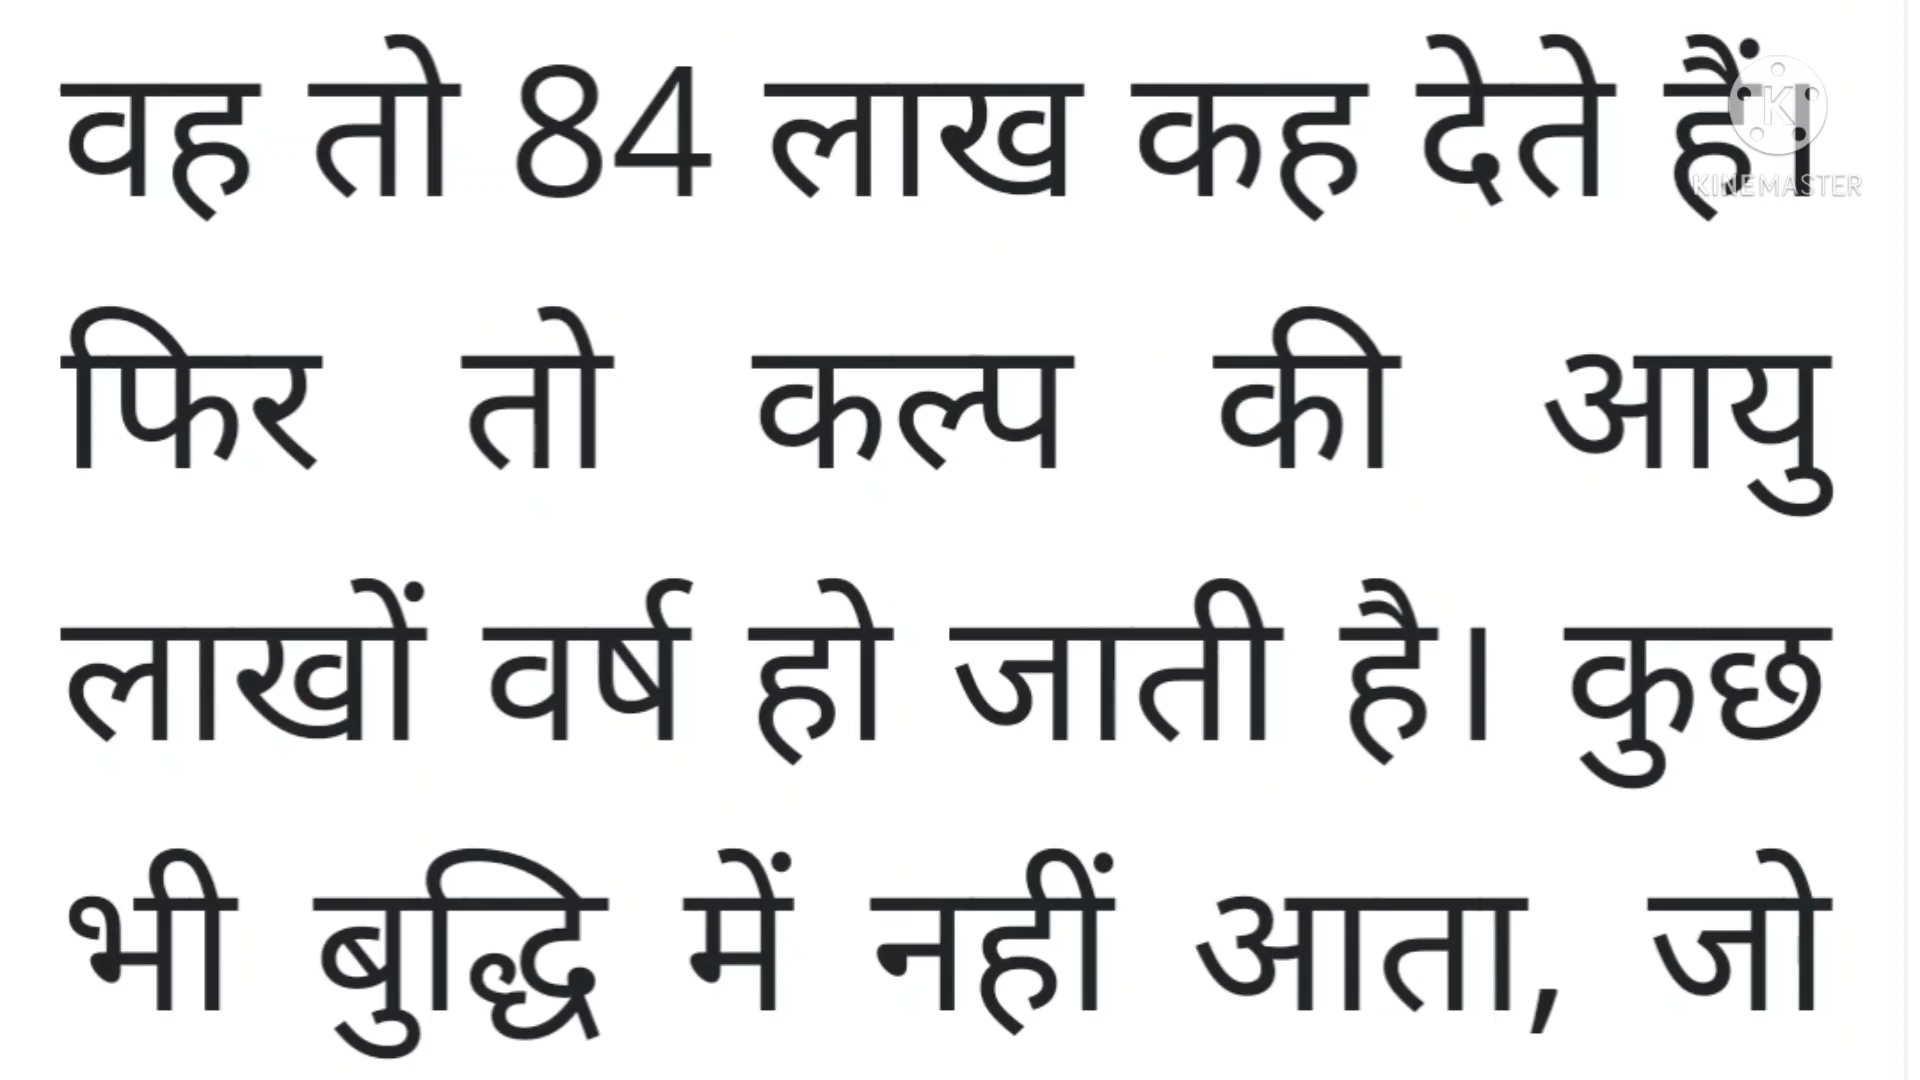 वह तो 84 लाख कह देते हैं।
फिर तो कल्प की आयु
लाखों वर्ष हो जाती है। कुछ
भी बुद्धि में नहीं आता, जो
K
KINEMASTER